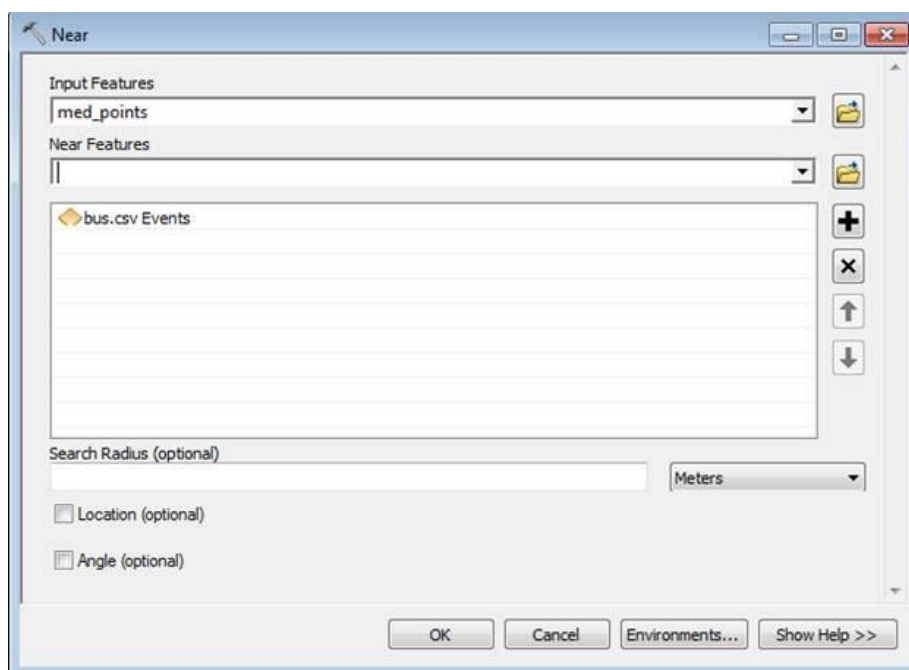 Near
Input Features
med_points
Near Features
bus.csv Events
Search Radius (optional)
Meters
Location (optional)
Angle (optional)
OK Cancel Environments... Show Help >>